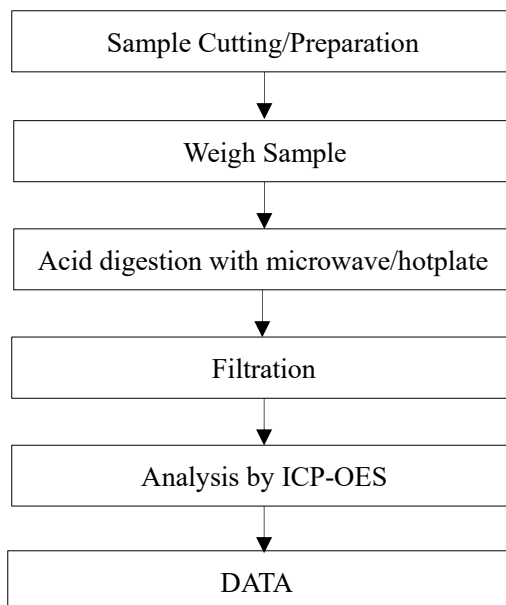 Sample Cutting/Preparation
Weigh Sample
Acid digestion with microwave/hotplate
Filtration
Analysis by ICP-OES
DATA